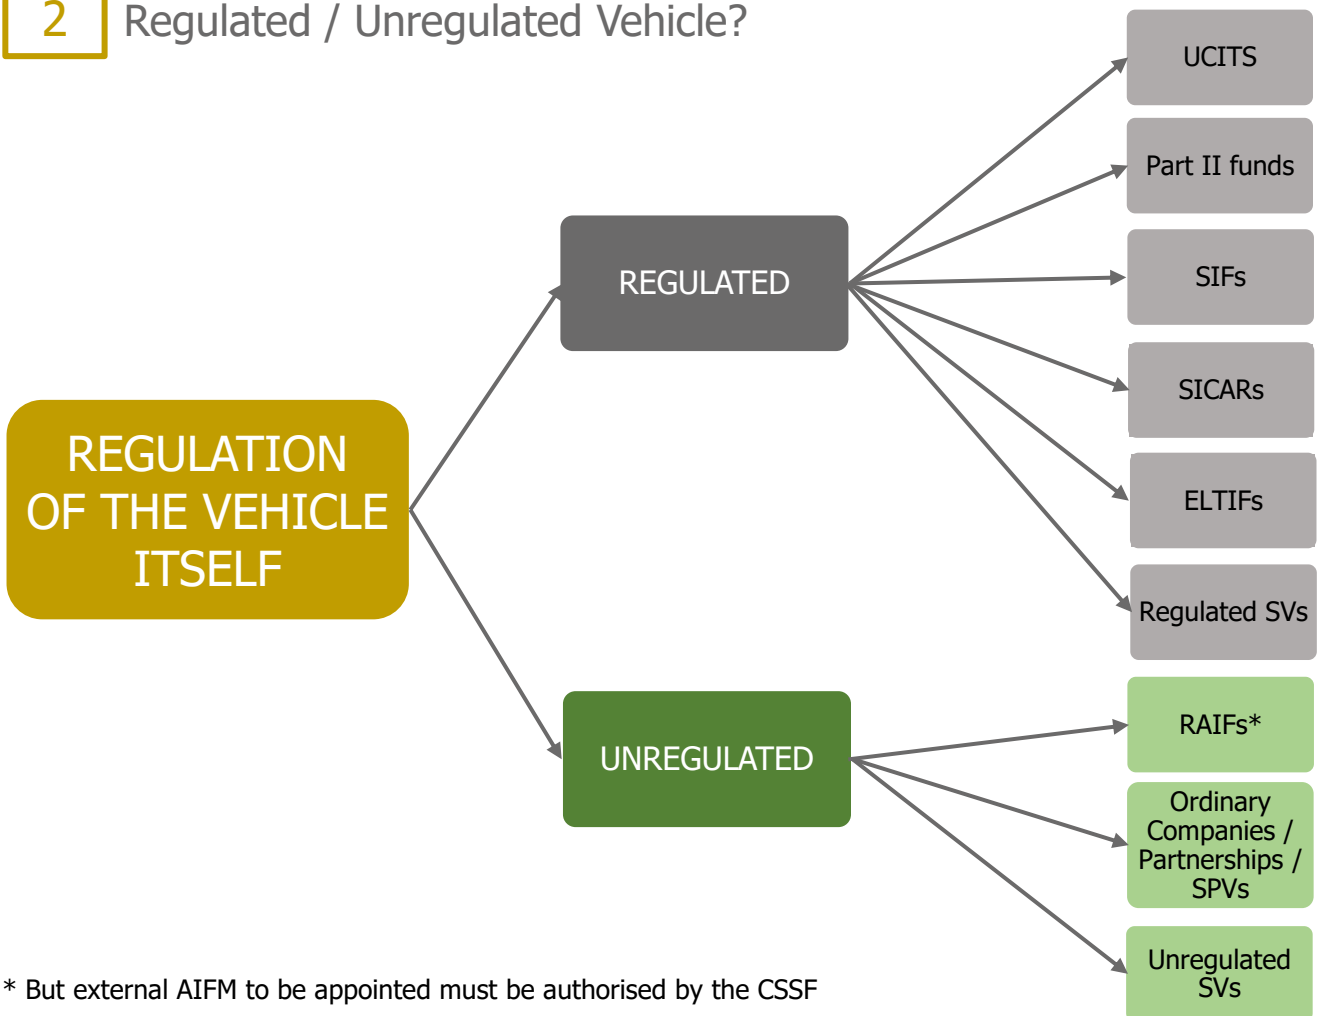 2
Regulated / Unregulated Vehicle?
UCITS
Part II funds
REGULATED
SIFs
SICARs
REGULATION
OF THE VEHICLE
ITSELF
ELTIFs
Regulated SVs
RAIFs*
UNREGULATED
Ordinary
Companies /
Partnerships /
SPVs
Unregulated
SVs
* But external AIFM to be appointed must be authorised by the CSSF